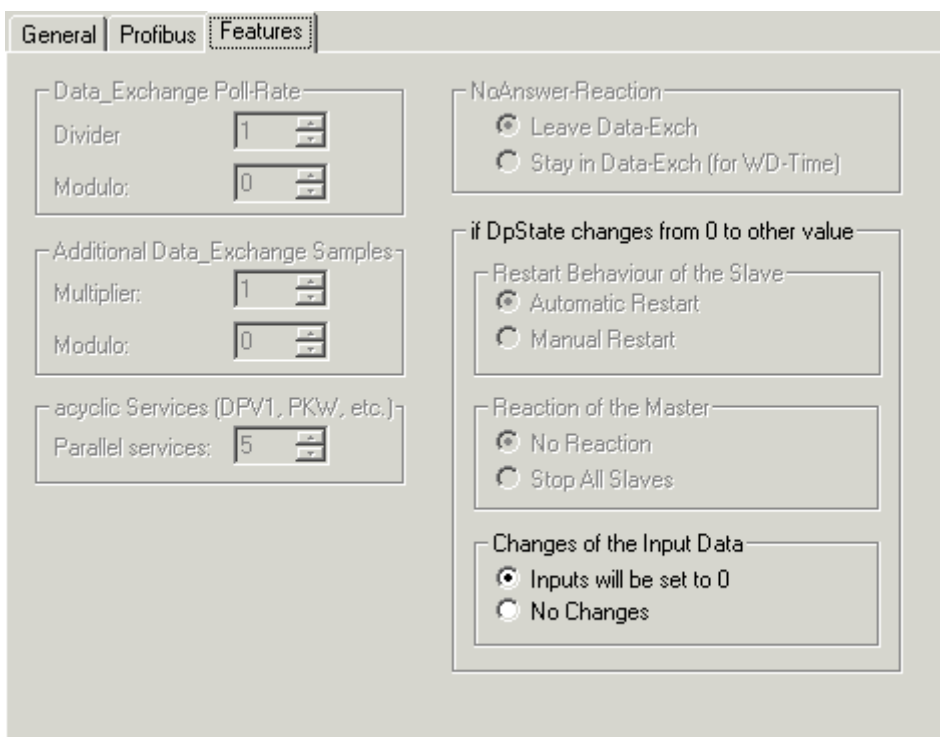 General Profibus Features
Data_Exchange Poll-Rate
Divider 1
Modulo: 0
Additional Data_Exchange Samples
Multiplier: 1
Modulo: 0
acyclic Services (DPV1, PKW, etc.)
Parallel services: 5
NoAnswer-Reaction
Leave Data-Exch
Stay in Data-Exch (for WD-Time)
if DpState changes from 0 to other value
Restart Behaviour of the Slave
Automatic Restart
Manual Restart
Reaction of the Master
No Reaction
Stop All Slaves
Changes of the Input Data
Inputs will be set to 0
No Changes